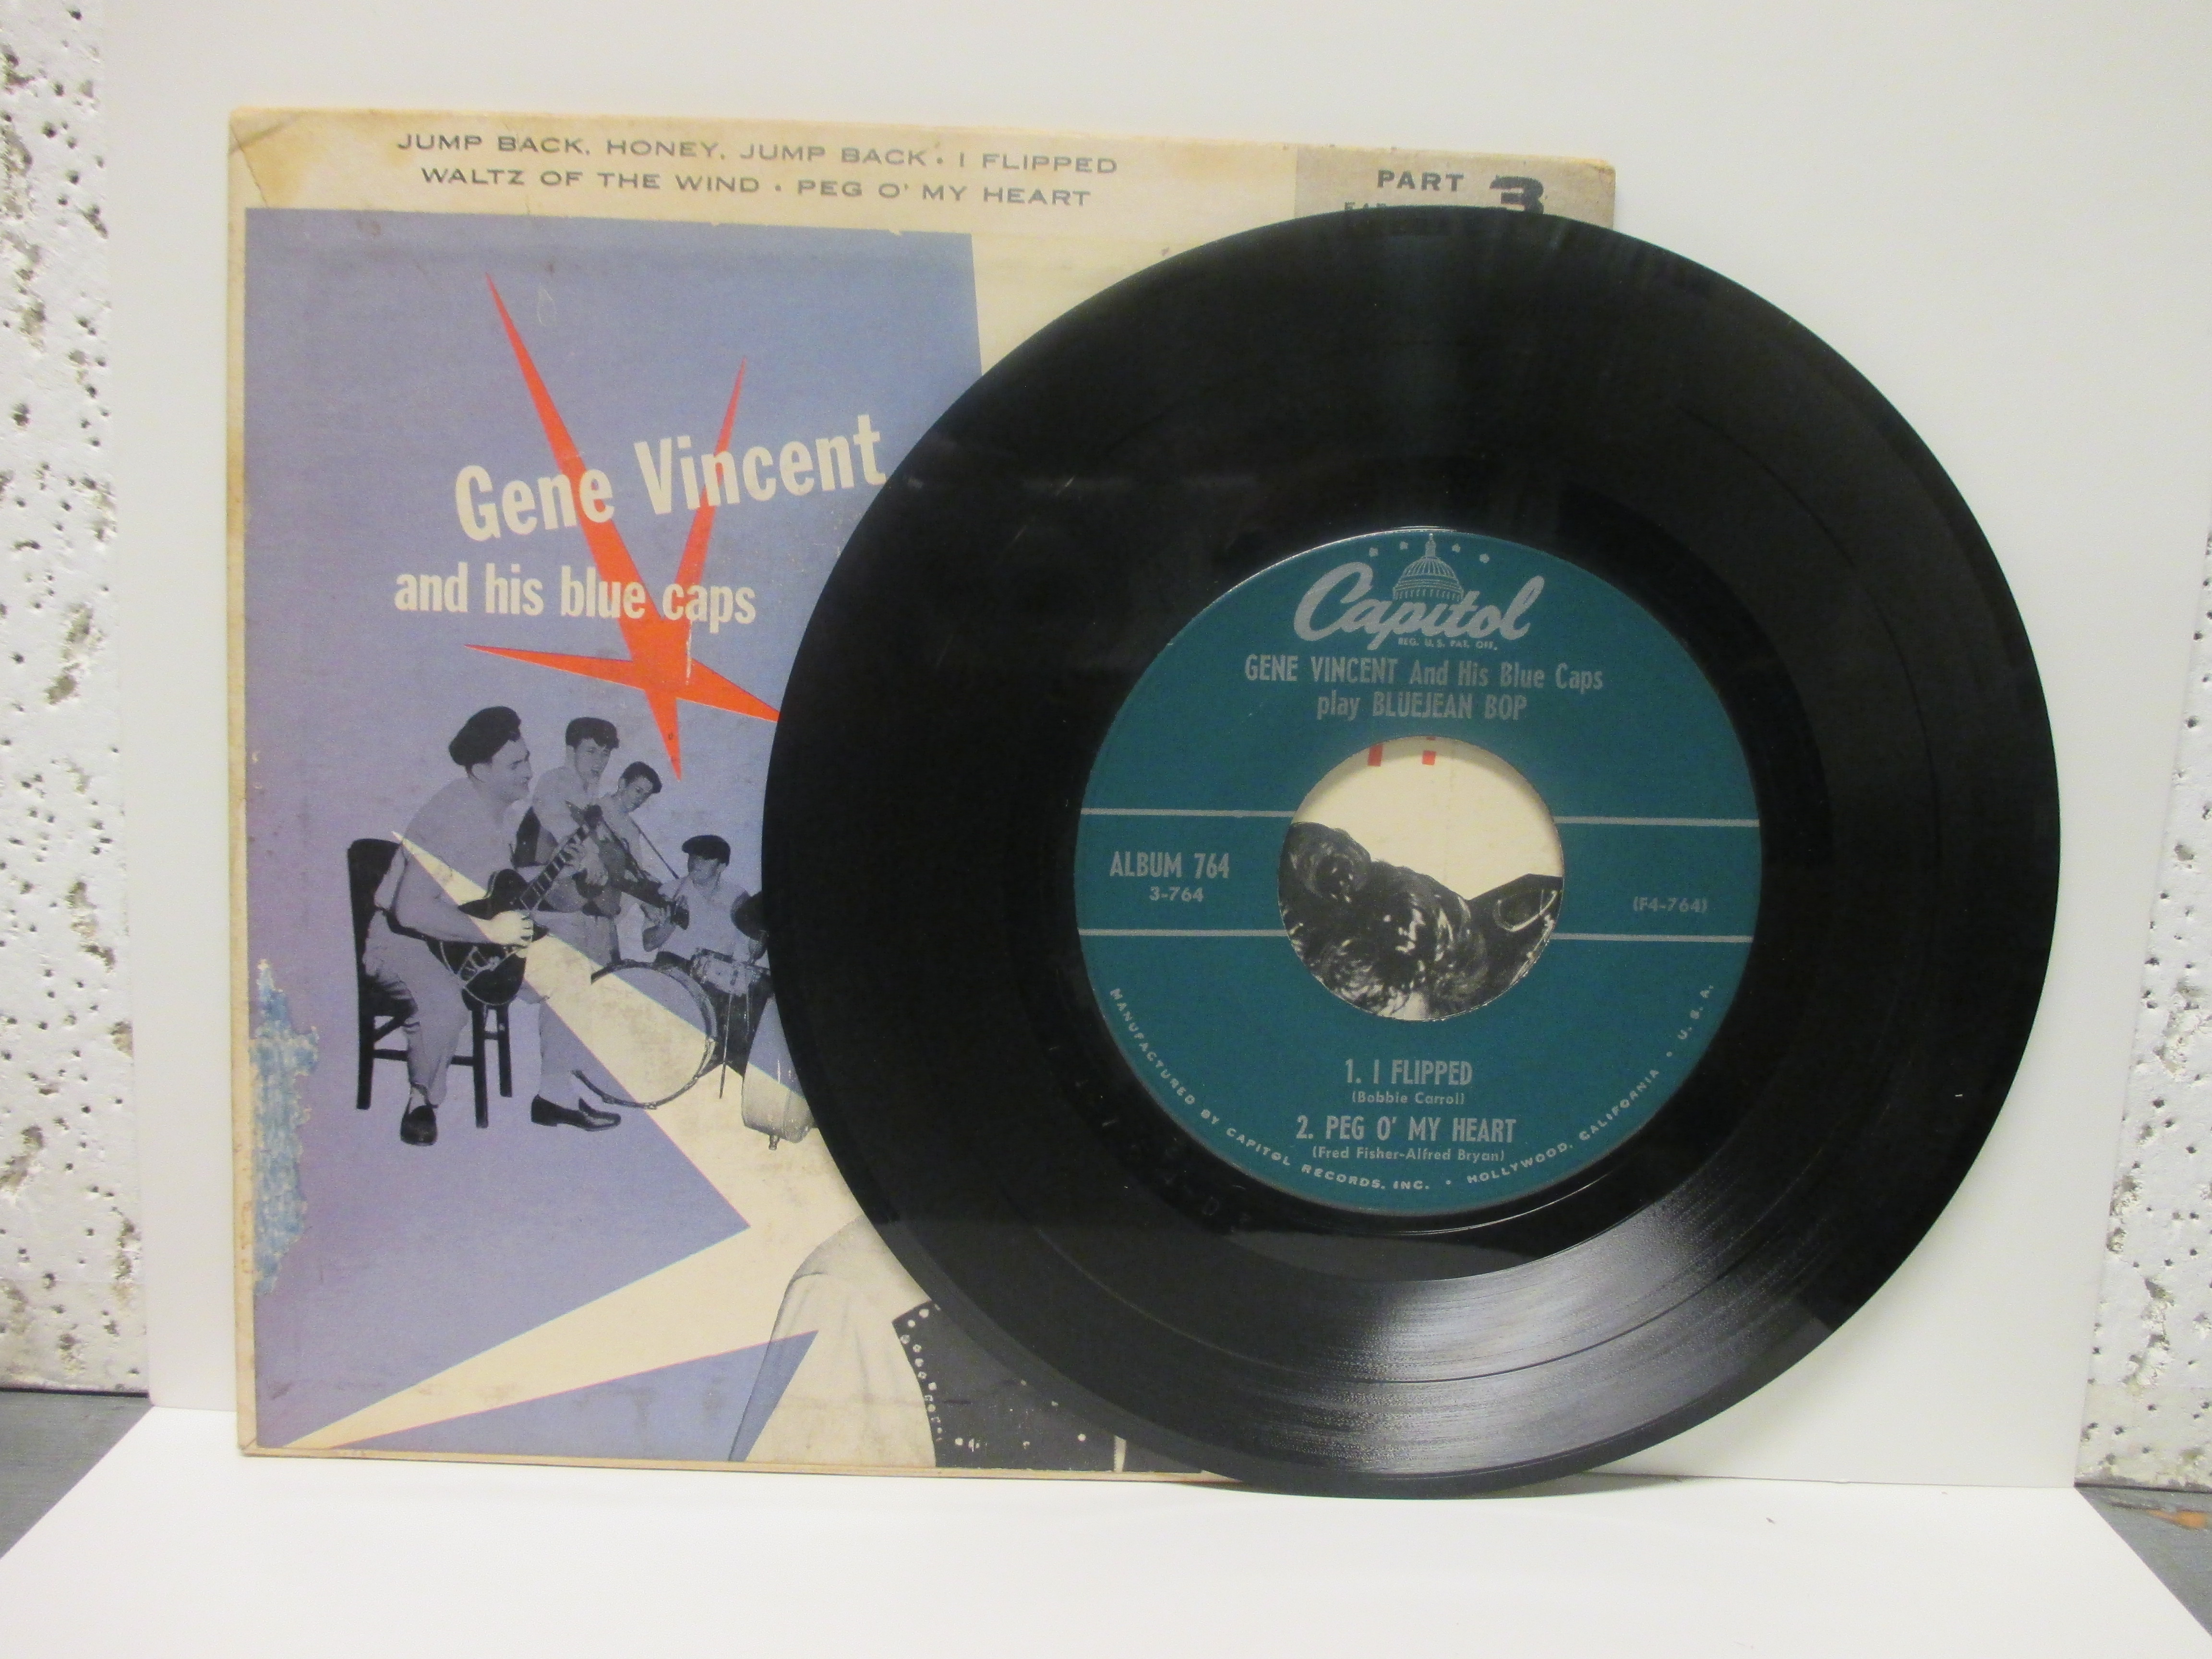 JUMP BACK, HONEY, JUMP BACK • I FLIPPED
WALTZ OF THE WIND • PEG O' MY HEART
PART 3
Gene Vincent
and his blue caps
Capitol
REG. U.S. PAT. OFF.
GENE VINCENT And His Blue Caps
play BLUEJEAN BOP
ALBUM 764
3-764
(F4-764)
1. I FLIPPED
(Bobbie Carrol)
2. PEG O' MY HEART
(Fred Fisher-Alfred Bryan)
MANUFACTURED BY CAPITOL RECORDS, INC. • HOLLYWOOD, CALIFORNIA • U.S.A.